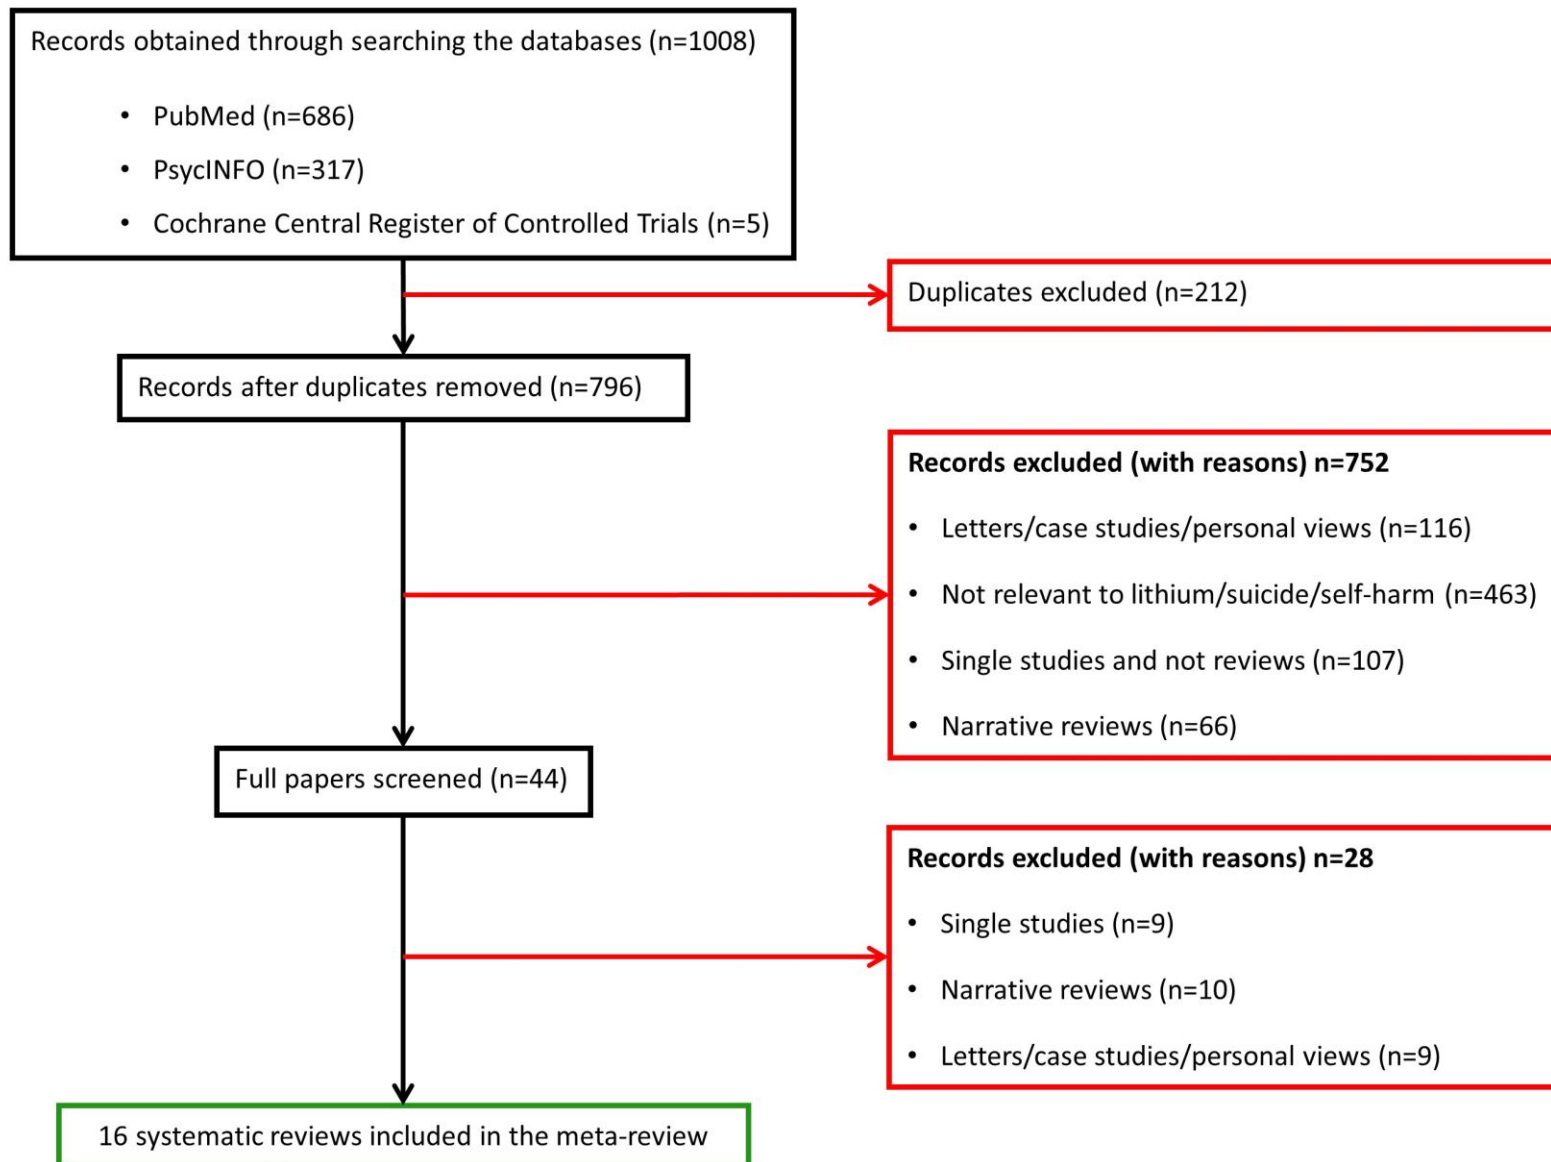 Records obtained through searching the databases (n=1008)
• PubMed (n=686)
• PsycINFO (n=317)
• Cochrane Central Register of Controlled Trials (n=5)
Duplicates excluded (n=212)
Records after duplicates removed (n=796)
Records excluded (with reasons) n=752
• Letters/case studies/personal views (n=116)
• Not relevant to lithium/suicide/self-harm (n=463)
• Single studies and not reviews (n=107)
• Narrative reviews (n=66)
Full papers screened (n=44)
Records excluded (with reasons) n=28
• Single studies (n=9)
• Narrative reviews (n=10)
• Letters/case studies/personal views (n=9)
16 systematic reviews included in the meta-review